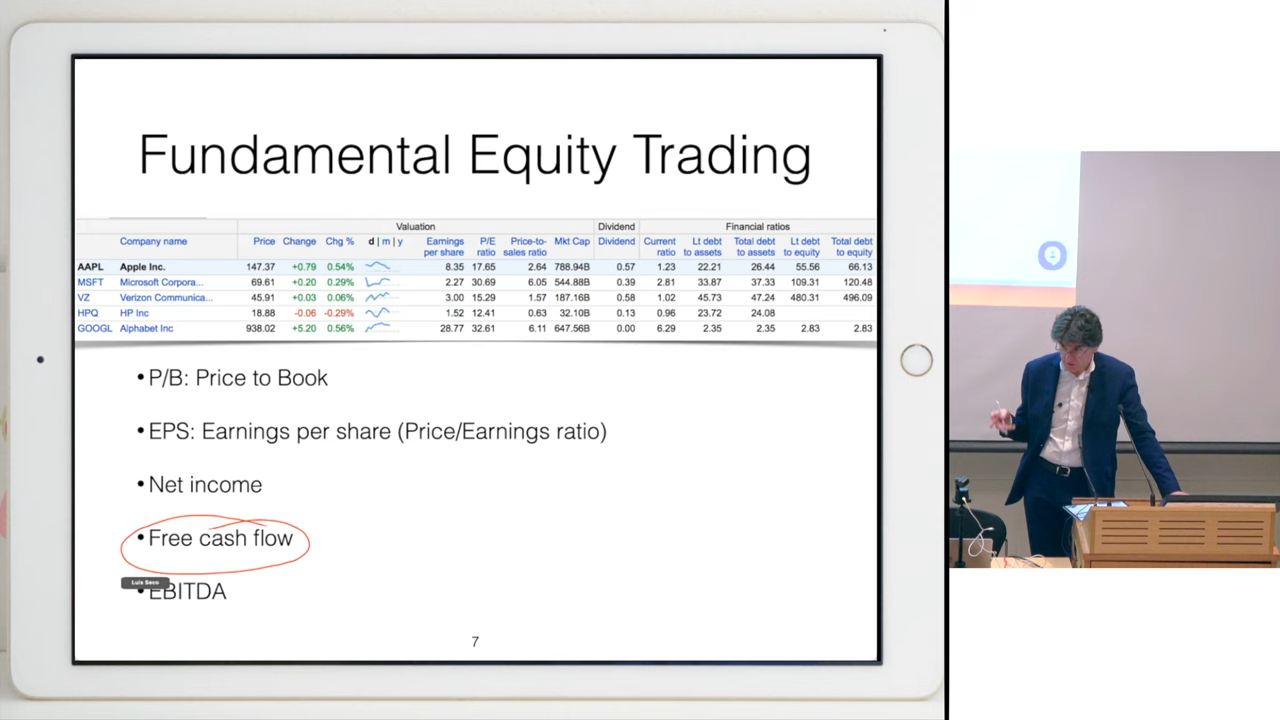 Fundamental Equity Trading
Valuation Dividend Financial ratios
Company name Price Change Chg % d | m | y Earnings per share P/E ratio Price-to-sales ratio Mkt Cap Dividend Current ratio Lt debt to assets Total debt to assets Lt debt to equity Total debt to equity
AAPL Apple Inc. 147.37 +0.79 0.54% 8.35 17.65 2.64 788.94B 0.57 1.23 22.21 26.44 55.56 66.13
MSFT Microsoft Corpora... 69.61 +0.20 0.29% 2.27 30.69 6.05 544.88B 0.39 2.81 33.87 37.33 109.31 120.48
VZ Verizon Communica... 45.91 +0.03 0.06% 3.00 15.29 1.57 187.16B 0.58 1.02 45.73 47.24 480.31 496.09
HPQ HP Inc 18.88 -0.06 -0.29% 1.52 12.41 0.63 32.10B 0.13 0.96 23.72 24.08
GOOGL Alphabet Inc 938.02 +5.20 0.56% 28.77 32.61 6.11 647.56B 0.00 6.29 2.35 2.35 2.83 2.83
• P/B: Price to Book
• EPS: Earnings per share (Price/Earnings ratio)
• Net income
• Free cash flow
Luis Seco
• EBITDA
7